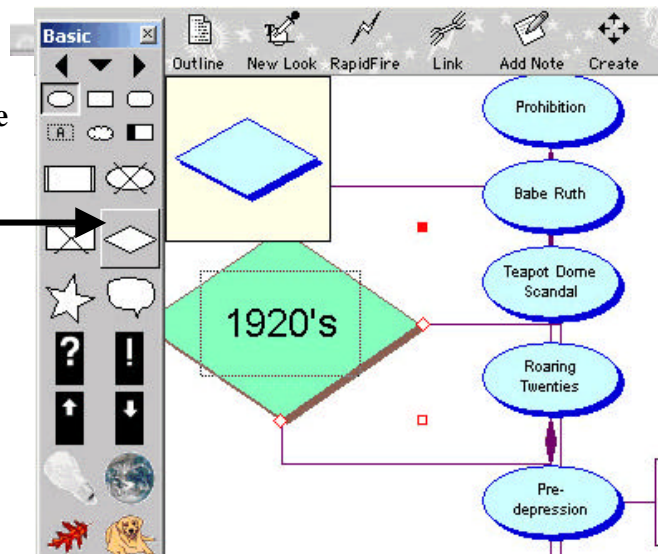 Basic
Outline New Look RapidFire Link Add Note Create
e
A
?
!
1920's
Prohibition
Babe Ruth
Teapot Dome
Scandal
Roaring
Twenties
Pre-
depression